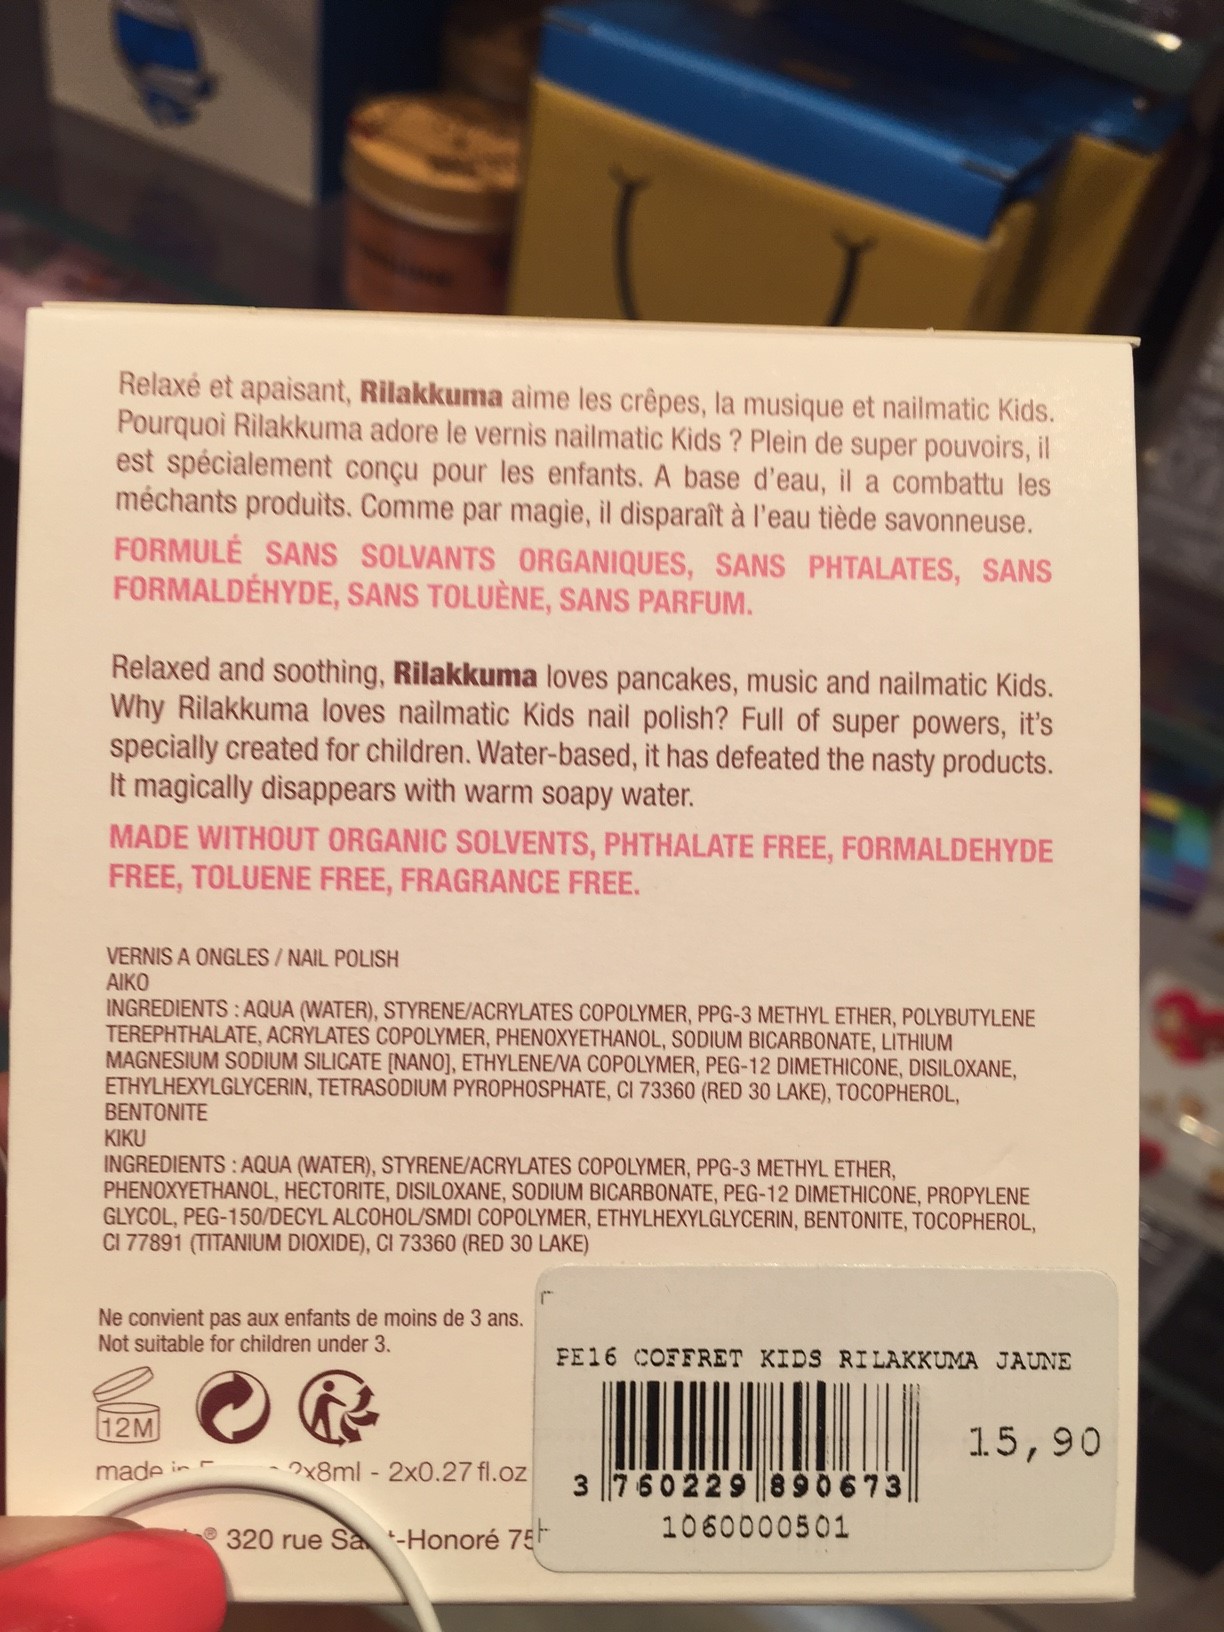 Relaxé et apaisant, Rilakkuma aime les crêpes, la musique et nailmatic Kids.
Pourquoi Rilakkuma adore le vernis nailmatic Kids ? Plein de super pouvoirs, il
est spécialement conçu pour les enfants. A base d'eau, il a combattu les
méchants produits. Comme par magie, il disparaît à l'eau tiède savonneuse.
FORMULÉ SANS SOLVANTS ORGANIQUES, SANS PHTALATES, SANS
FORMALDÉHYDE, SANS TOLUÈNE, SANS PARFUM.
Relaxed and soothing, Rilakkuma loves pancakes, music and nailmatic Kids.
Why Rilakkuma loves nailmatic Kids nail polish? Full of super powers, it's
specially created for children. Water-based, it has defeated the nasty products.
It magically disappears with warm soapy water.
MADE WITHOUT ORGANIC SOLVENTS, PHTHALATE FREE, FORMALDEHYDE
FREE, TOLUENE FREE, FRAGRANCE FREE.
VERNIS A ONGLES / NAIL POLISH
AIKO
INGREDIENTS : AQUA (WATER), STYRENE/ACRYLATES COPOLYMER, PPG-3 METHYL ETHER, POLYBUTYLENE
TEREPHTHALATE, ACRYLATES COPOLYMER, PHENOXYETHANOL, SODIUM BICARBONATE, LITHIUM
MAGNESIUM SODIUM SILICATE [NANO], ETHYLENE/VA COPOLYMER, PEG-12 DIMETHICONE, DISILOXANE,
ETHYLHEXYLGLYCERIN, TETRASODIUM PYROPHOSPHATE, CI 73360 (RED 30 LAKE), TOCOPHEROL,
BENTONITE
KIKU
INGREDIENTS : AQUA (WATER), STYRENE/ACRYLATES COPOLYMER, PPG-3 METHYL ETHER,
PHENOXYETHANOL, HECTORITE, DISILOXANE, SODIUM BICARBONATE, PEG-12 DIMETHICONE, PROPYLENE
GLYCOL, PEG-150/DECYL ALCOHOL/SMDI COPOLYMER, ETHYLHEXYLGLYCERIN, BENTONITE, TOCOPHEROL,
CI 77891 (TITANIUM DIOXIDE), CI 73360 (RED 30 LAKE)
Ne convient pas aux enfants de moins de 3 ans.
Not suitable for children under 3.
12M
made in 2x8ml - 2x0.27 fl.oz
320 rue -Honoré 75
PE16 COFFRET KIDS RILAKKUMA JAUNE
15,90
3 760229 890673
1060000501